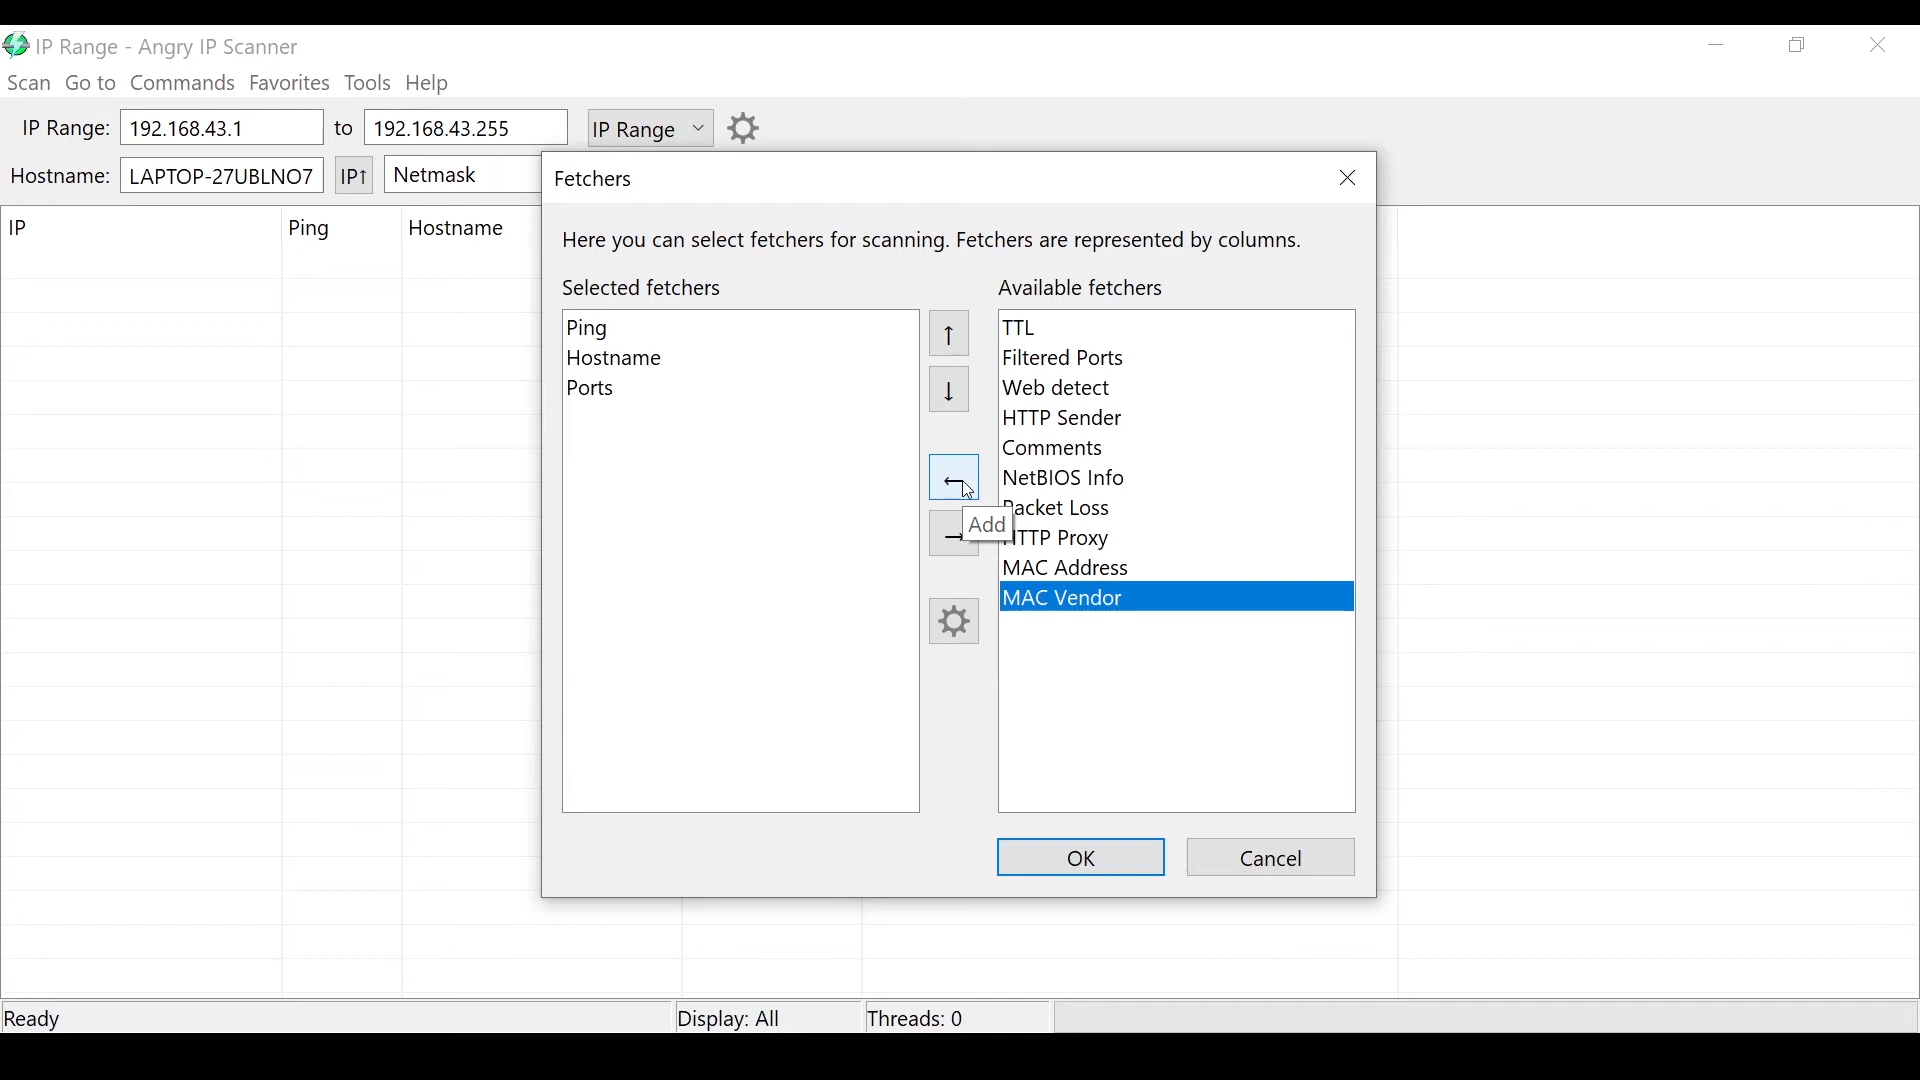 IP Range - Angry IP Scanner
Scan Go to Commands Favorites Tools Help
IP Range: 192.168.43.1 to 192.168.43.255 IP Range
Hostname: LAPTOP-27UBLNO7 IP↑ Netmask
IP Ping Hostname
Fetchers
Here you can select fetchers for scanning. Fetchers are represented by columns.
Selected fetchers
Ping
Hostname
Ports
↑
↓
←
→
Add
Available fetchers
TTL
Filtered Ports
Web detect
HTTP Sender
Comments
NetBIOS Info
Packet Loss
HTTP Proxy
MAC Address
MAC Vendor
OK Cancel
Ready Display: All Threads: 0